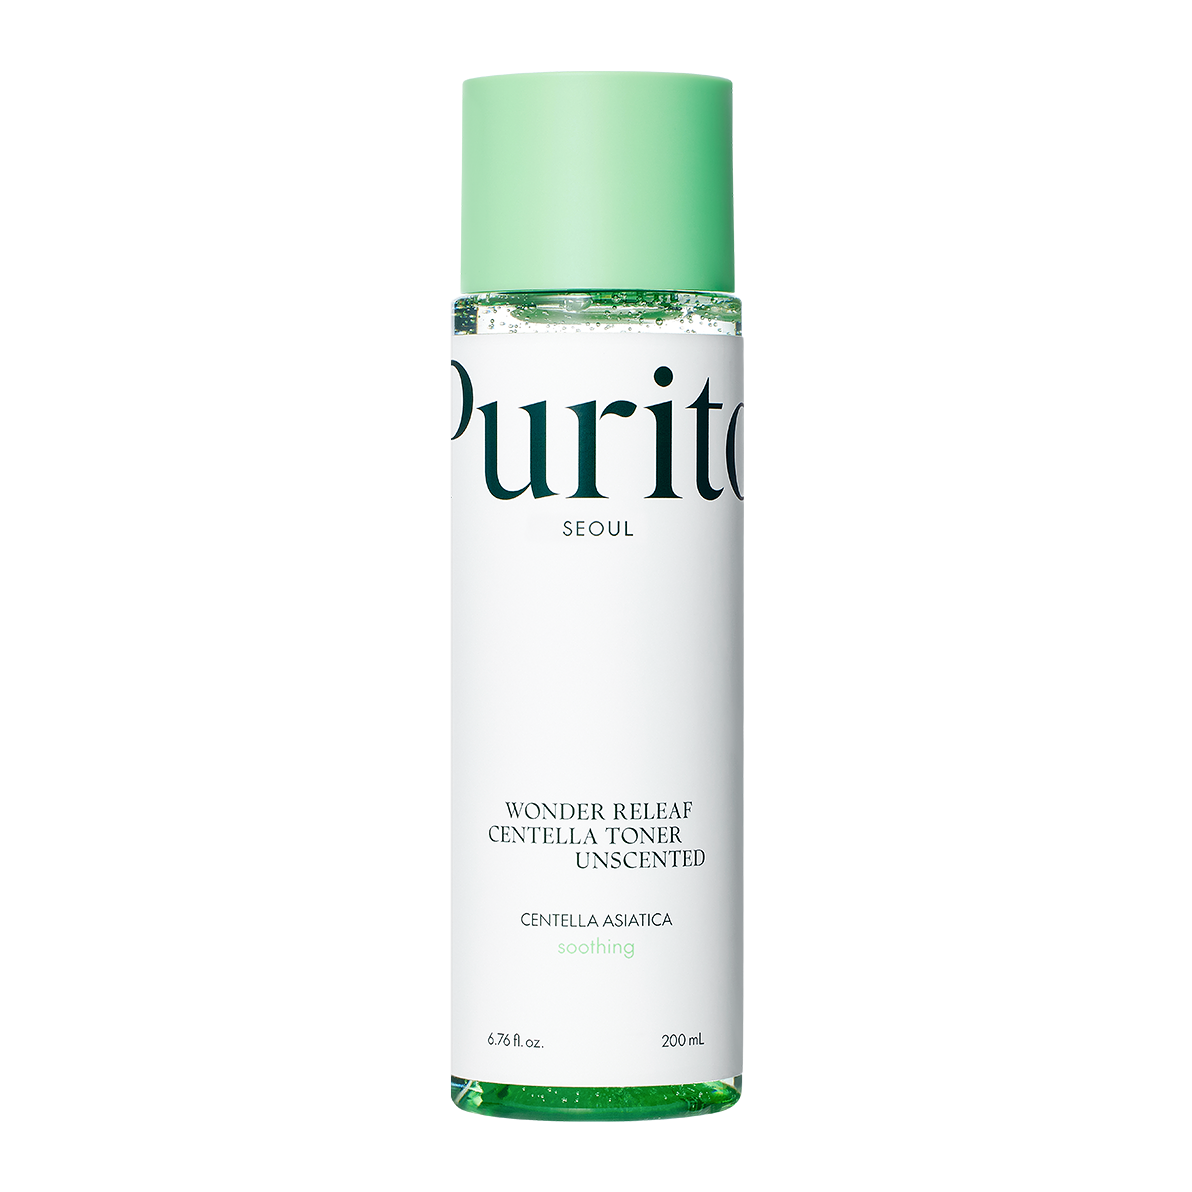 Purito
SEOUL
WONDER RELEAF
CENTELLA TONER
UNSCENTED
CENTELLA ASIATICA
soothing
6.76 fl. oz. 200 mL